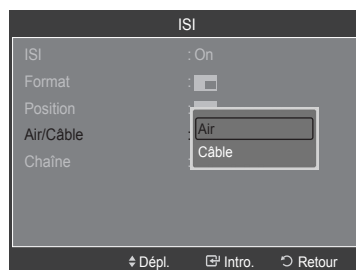 ISI
ISI : On
Format :
Position :
Air/Câble :
Air
Câble
Chaîne :
Dépl. Intro. Retour